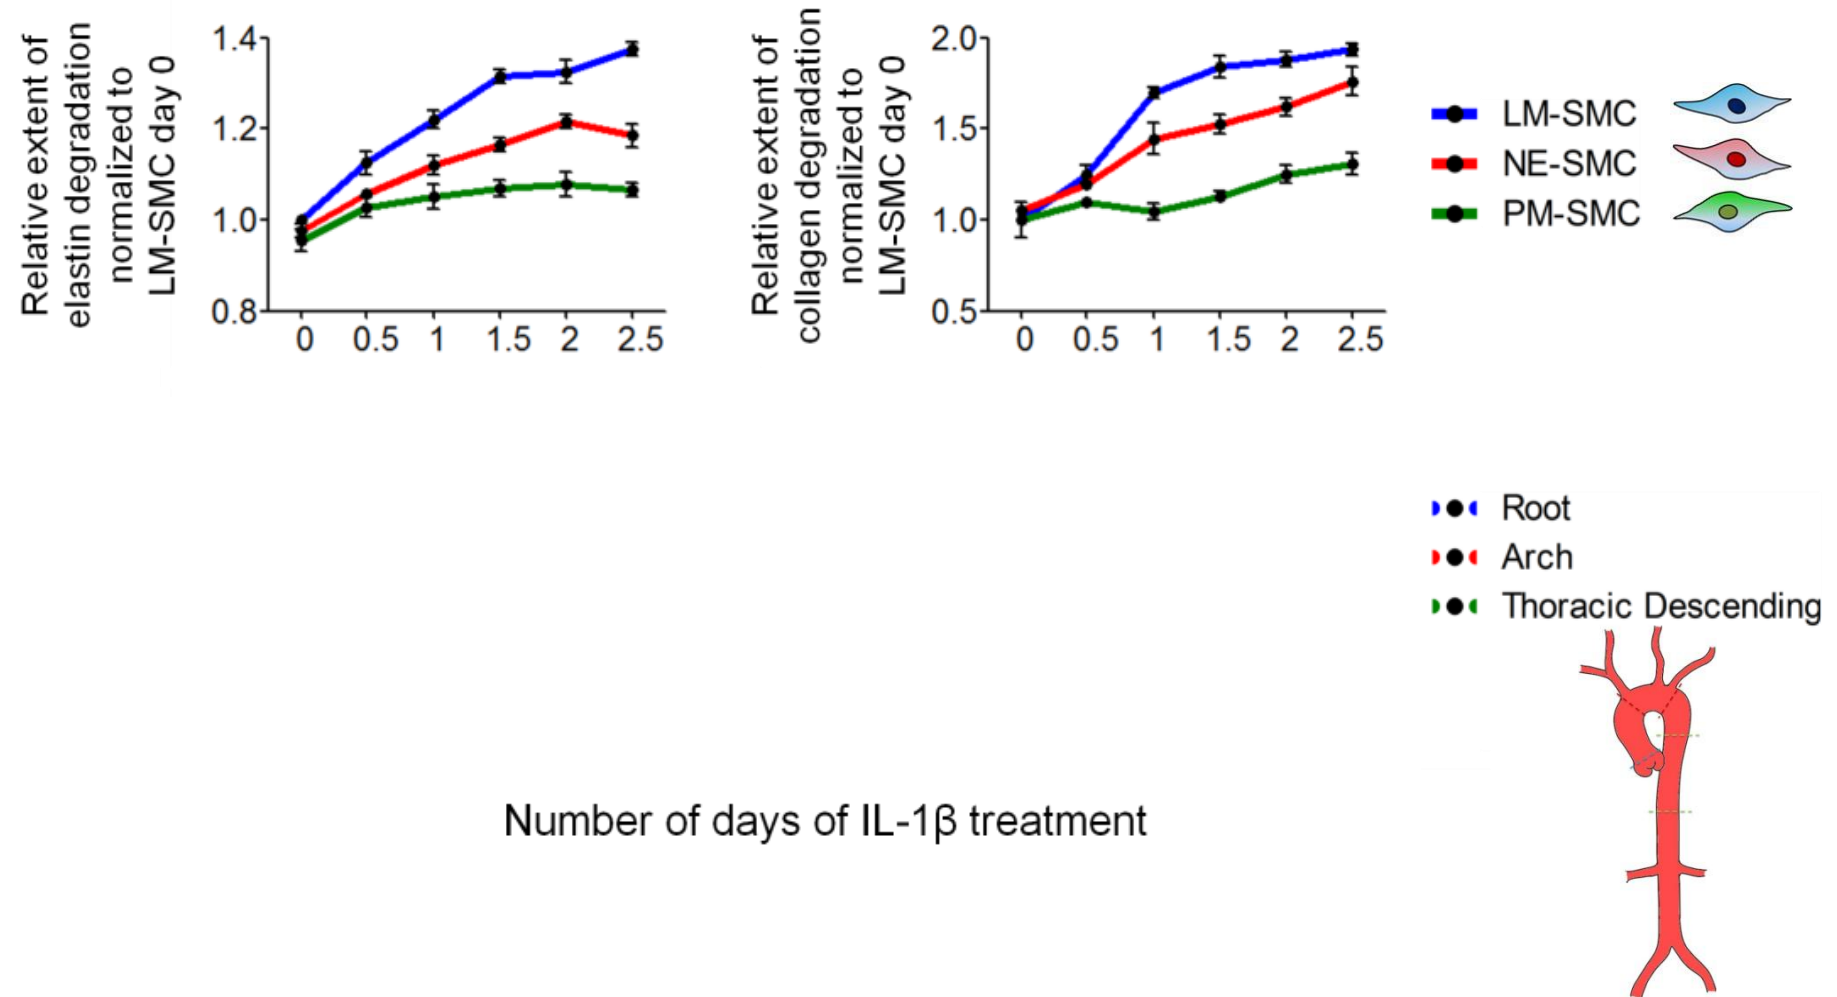 Relative extent of
elastin degradation
normalized to
LM-SMC day 0
1.4
1.2
1.0
0.8
0 0.5 1 1.5 2 2.5
Relative extent of
collagen degradation
normalized to
LM-SMC day 0
2.0
1.5
1.0
0.5
0 0.5 1 1.5 2 2.5
LM-SMC
NE-SMC
PM-SMC
Root
Arch
Thoracic Descending
Number of days of IL-1β treatment